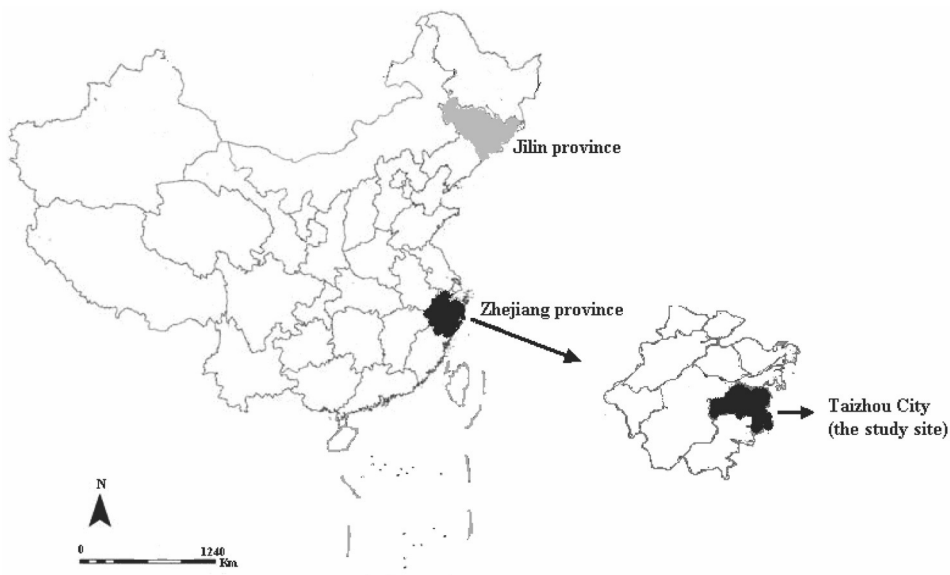 Jilin province
Zhejiang province
Taizhou City
(the study site)
N
0 1240
Km